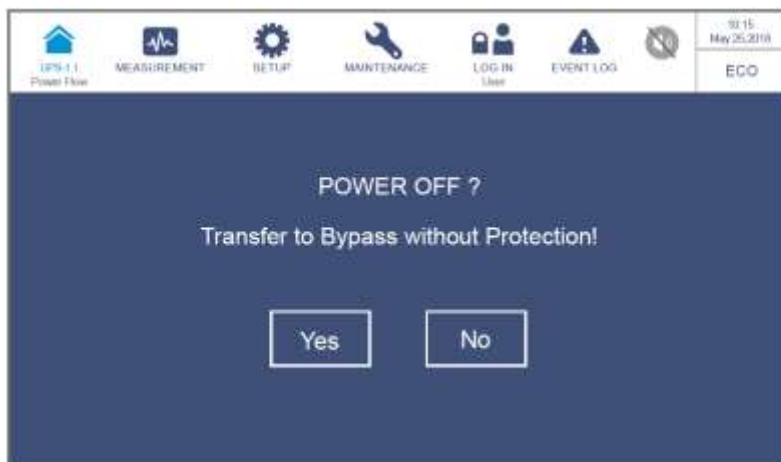 10:15
May 25,2018
UPS-1.1
Power Flow
MEASUREMENT
SETUP
MAINTENANCE
LOG IN
User
EVENT LOG
ECO
POWER OFF ?
Transfer to Bypass without Protection!
Yes
No